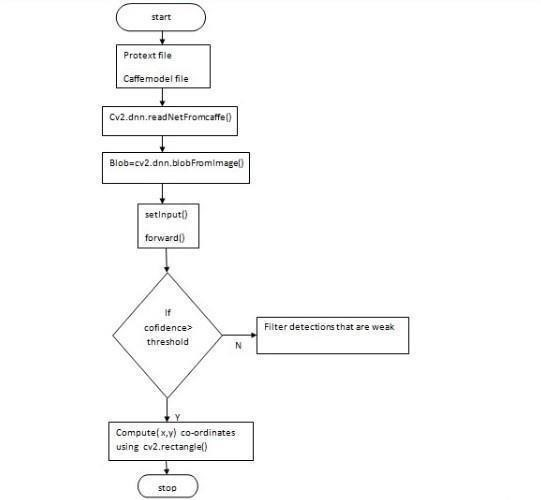 start
Protext file
Caffemodel file
Cv2.dnn.readNetFromcaffe()
Blob=cv2.dnn.blobFromImage()
setInput()
forward()
If
cofidence>
threshold
N
Filter detections that are weak
Y
Compute(x,y) co-ordinates
using cv2.rectangle()
stop